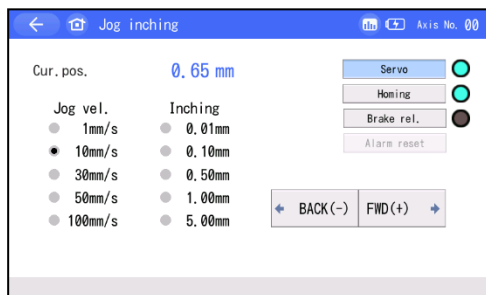 Jog inching Axis No. 00
Cur.pos. 0.65 mm
Servo
Homing
Brake rel.
Alarm reset
Jog vel. Inching
1mm/s 0.01mm
10mm/s 0.10mm
30mm/s 0.50mm
50mm/s 1.00mm
100mm/s 5.00mm
BACK(-) FWD(+)